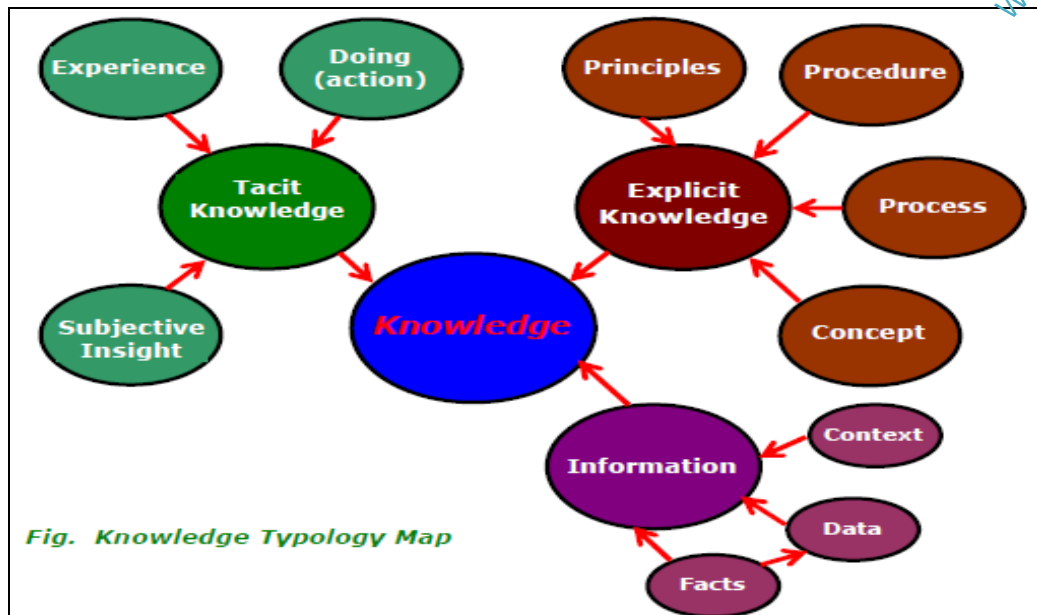 Experience
Doing
(action)
Principles
Procedure
Tacit
Knowledge
Explicit
Knowledge
Process
Subjective
Insight
Knowledge
Concept
Information
Context
Data
Facts
Fig. Knowledge Typology Map